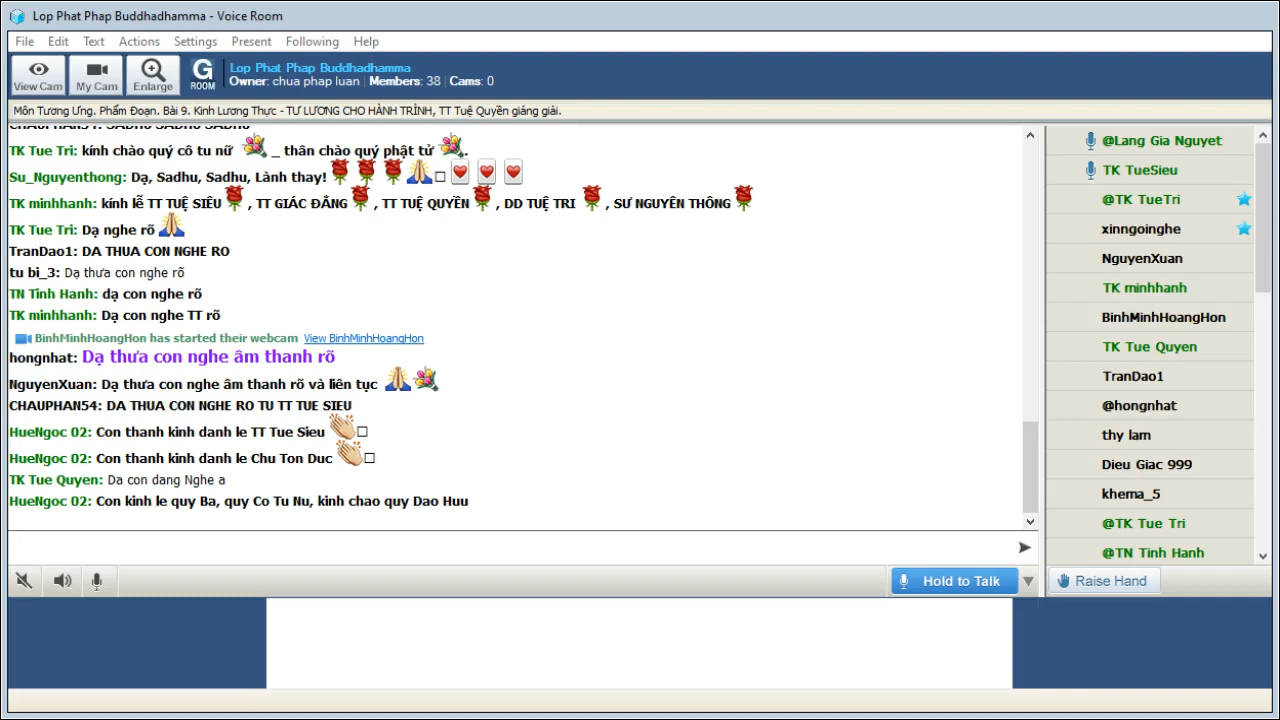 Lop Phat Phap Buddhadhamma - Voice Room
File Edit Text Actions Settings Present Following Help
View Cam My Cam Enlarge G ROOM
Lop Phat Phap Buddhadhamma
Owner: chua phap luan | Members: 38 | Cams: 0
Môn Tương Ưng. Phẩm Đoạn. Bài 9. Kinh Lương Thực - TƯ LƯƠNG CHO HÀNH TRÌNH, TT Tuệ Quyền giảng giải.
CHAUPHAN54: SADHU SADHU SADHU
TK Tue Tri: kính chào quý cô tu nữ _ thân chào quý phật tử .
Su_Nguyenthong: Dạ, Sadhu, Sadhu, Lành thay!
TK minhhanh: kính lễ TT TUỆ SIÊU , TT GIÁC ĐẲNG , TT TUỆ QUYỀN , DD TUỆ TRI , SƯ NGUYÊN THÔNG
TK Tue Tri: Dạ nghe rõ
TranDao1: DA THUA CON NGHE RO
tu bi_3: Dạ thưa con nghe rõ
TN Tinh Hanh: dạ con nghe rõ
TK minhhanh: Dạ con nghe TT rõ
BinhMinhHoangHon has started their webcam View BinhMinhHoangHon
hongnhat: Dạ thưa con nghe âm thanh rõ
NguyenXuan: Dạ thưa con nghe âm thanh rõ và liên tục
CHAUPHAN54: DA THUA CON NGHE RO TU TT TUE SIEU
HueNgoc 02: Con thanh kinh danh le TT Tue Sieu
HueNgoc 02: Con thanh kinh danh le Chu Ton Duc
TK Tue Quyen: Da con dang Nghe a
HueNgoc 02: Con kinh le quy Ba, quy Co Tu Nu, kinh chao quy Dao Huu
@Lang Gia Nguyet
TK TueSieu
@TK TueTri
xinngoinghe
NguyenXuan
TK minhhanh
BinhMinhHoangHon
TK Tue Quyen
TranDao1
@hongnhat
thy lam
Dieu Giac 999
khema_5
@TK Tue Tri
@TN Tinh Hanh
Hold to Talk
Raise Hand